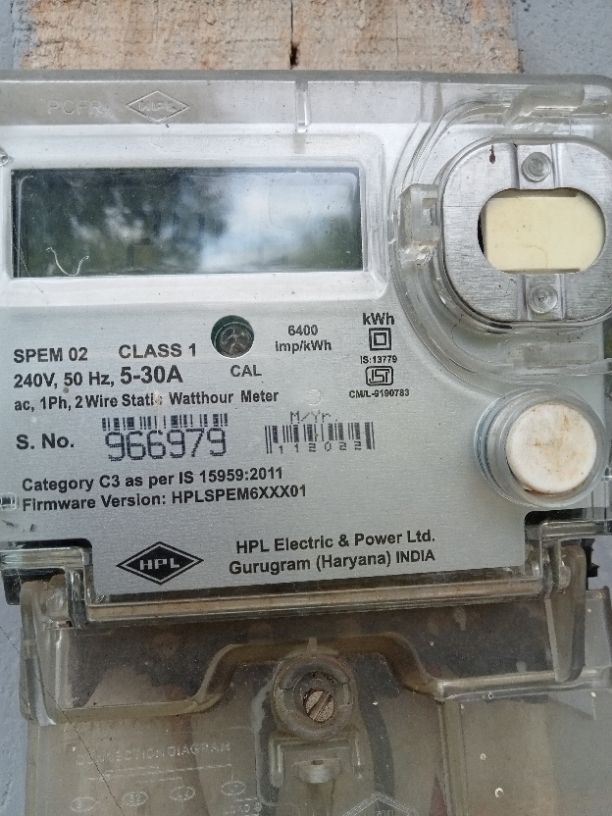 HPL
SPEM 02 CLASS 1
6400
Imp/kWh
kWh
240V, 50 Hz, 5-30A
CAL
IS:13779
ac, 1Ph, 2 Wire Static Watthour Meter
ISI
CM/L-9190783
S. No. 966979
M/Yr.
112022
Category C3 as per IS 15959:2011
Firmware Version: HPLSPEM6XXX01
HPL
HPL Electric & Power Ltd.
Gurugram (Haryana) INDIA
CONNECTION DIAGRAM